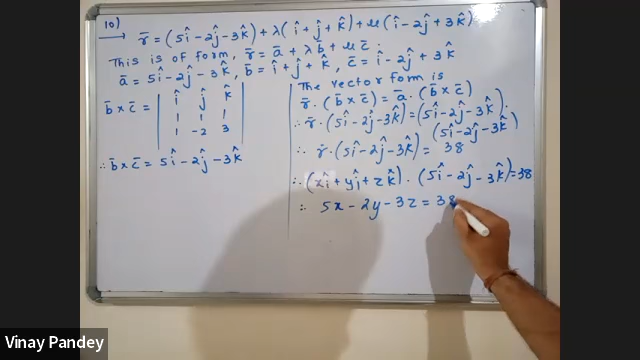 10) r̄ = (5î - 2ĵ - 3k̂) + λ(î + ĵ + k̂) + μ(î - 2ĵ + 3k̂)
This is of form, r̄ = ā + λb̄ + μc̄
ā = 5î - 2ĵ - 3k̂, b̄ = î + ĵ + k̂, c̄ = î - 2ĵ + 3k̂
b̄ × c̄ = | î ĵ k̂ |
| 1 1 1 |
| 1 -2 3 |
∴ b̄ × c̄ = 5î - 2ĵ - 3k̂
The vector form is
r̄ . (b̄ × c̄) = ā . (b̄ × c̄)
∴ r̄ . (5î - 2ĵ - 3k̂) = (5î - 2ĵ - 3k̂).
(5î - 2ĵ - 3k̂)
∴ r̄ . (5î - 2ĵ - 3k̂) = 38
∴ (xî + yĵ + zk̂) . (5î - 2ĵ - 3k̂) = 38
∴ 5x - 2y - 3z = 38
Vinay Pandey